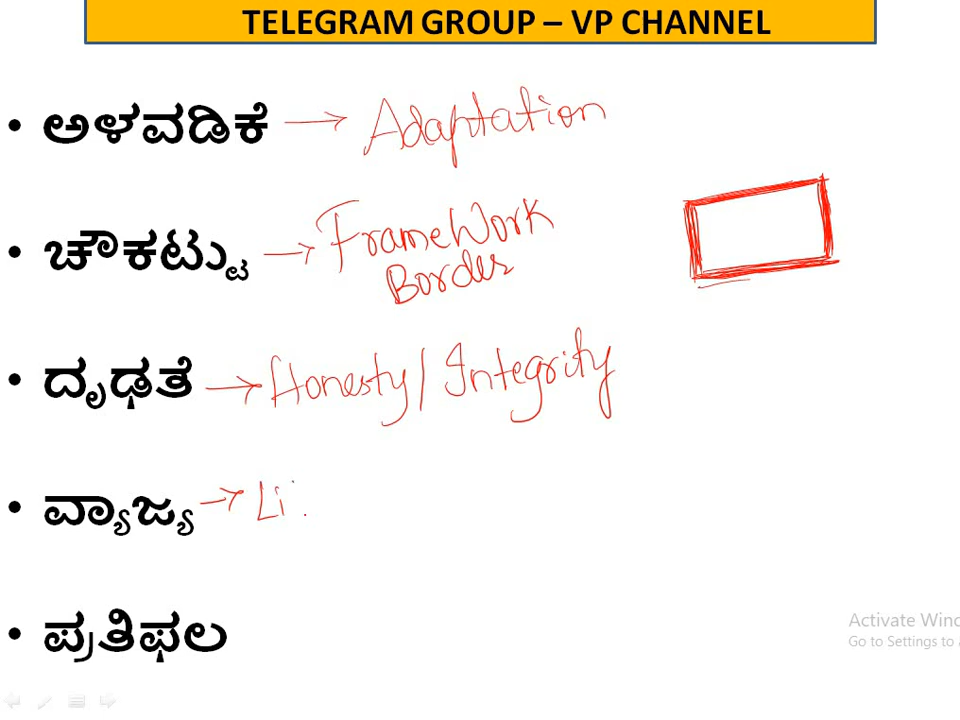 TELEGRAM GROUP – VP CHANNEL
• ಅಳವಡಿಕೆ → Adaptation
• ಚೌಕಟ್ಟು → FrameWork
Border
• ದೃಢತೆ → Honesty/Integrity
• ವ್ಯಾಜ್ಯ → Li
• ಪ್ರತಿಫಲ
Activate Wind
Go to Settings to a